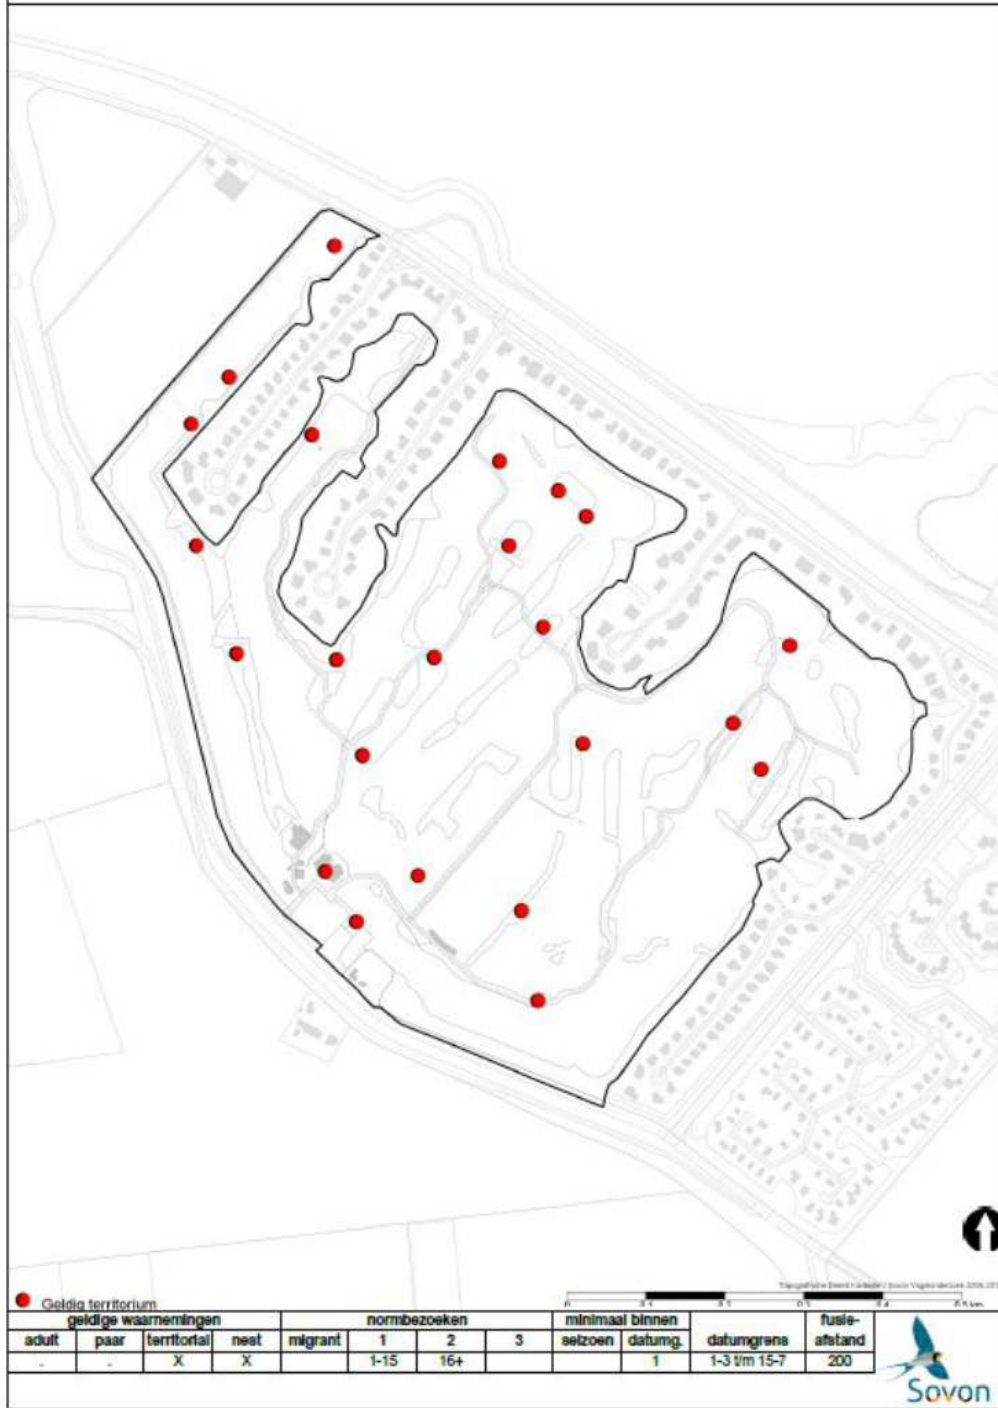 Geldig territorium
geldige waarnemingen normbezoeken minimaal binnen fusie-
adult paar territorial nest migrant 1 2 3 seizoen datumg. datumgrens afstand
- - X X 1-15 16+ 1 1-3 t/m 15-7 200
Sovon